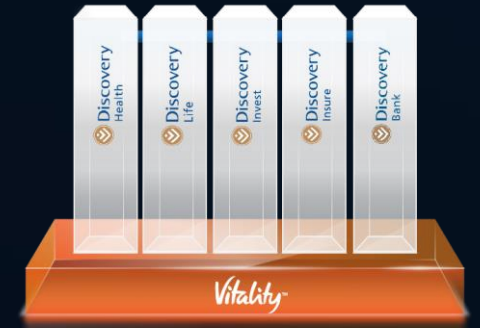 Discovery
Health
Discovery
Life
Discovery
Invest
Discovery
Insure
Discovery
Bank
Vitality™